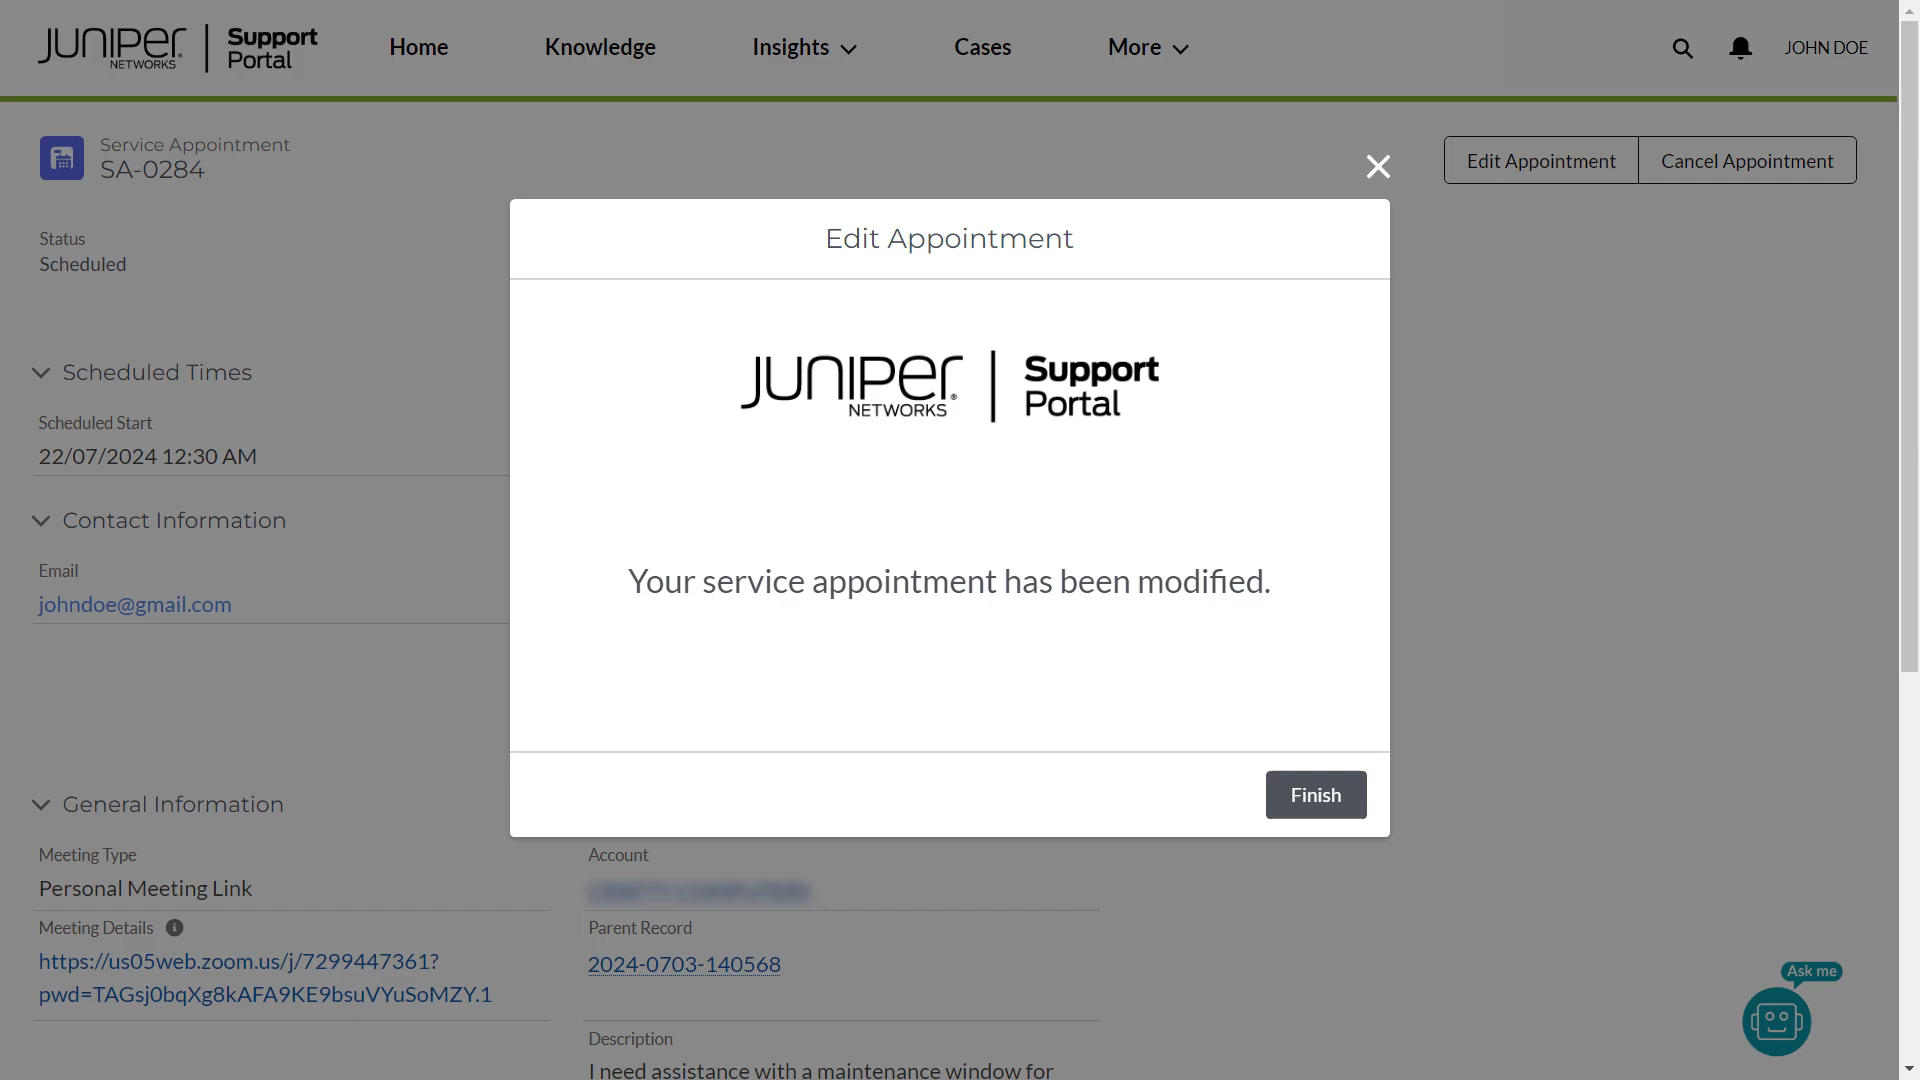 JUNIPer NETWORKS Support Portal
Home
Knowledge
Insights
Cases
More
JOHN DOE
Service Appointment
SA-0284
Edit Appointment
Cancel Appointment
Status
Scheduled
Scheduled Times
Scheduled Start
22/07/2024 12:30 AM
Contact Information
Email
johndoe@gmail.com
Edit Appointment
JUNIPer NETWORKS Support Portal
Your service appointment has been modified.
Finish
General Information
Meeting Type
Personal Meeting Link
Account
Meeting Details
https://us05web.zoom.us/j/7299447361?
pwd=TAGsj0bqXg8kAFA9KE9bsuVYuSoMZY.1
Parent Record
2024-0703-140568
Description
I need assistance with a maintenance window for
Ask me